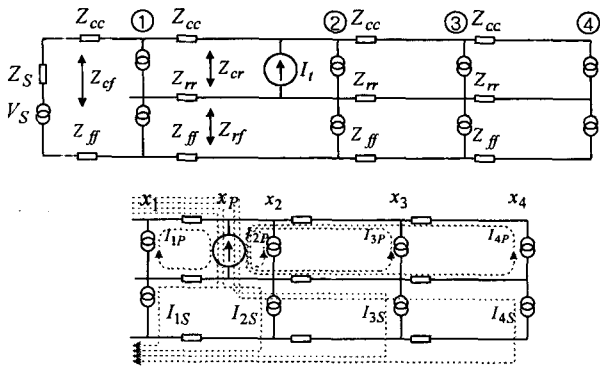 Z_cc ① Z_cc ② Z_cc ③ Z_cc ④
Z_S Z_cf Z_cr I_t
V_S Z_rr Z_rr Z_rr
Z_ff Z_ff Z_rf Z_ff Z_ff
x_1 x_P x_2 x_3 x_4
I_1P I_2P I_3P I_4P
I_1S I_2S I_3S I_4S